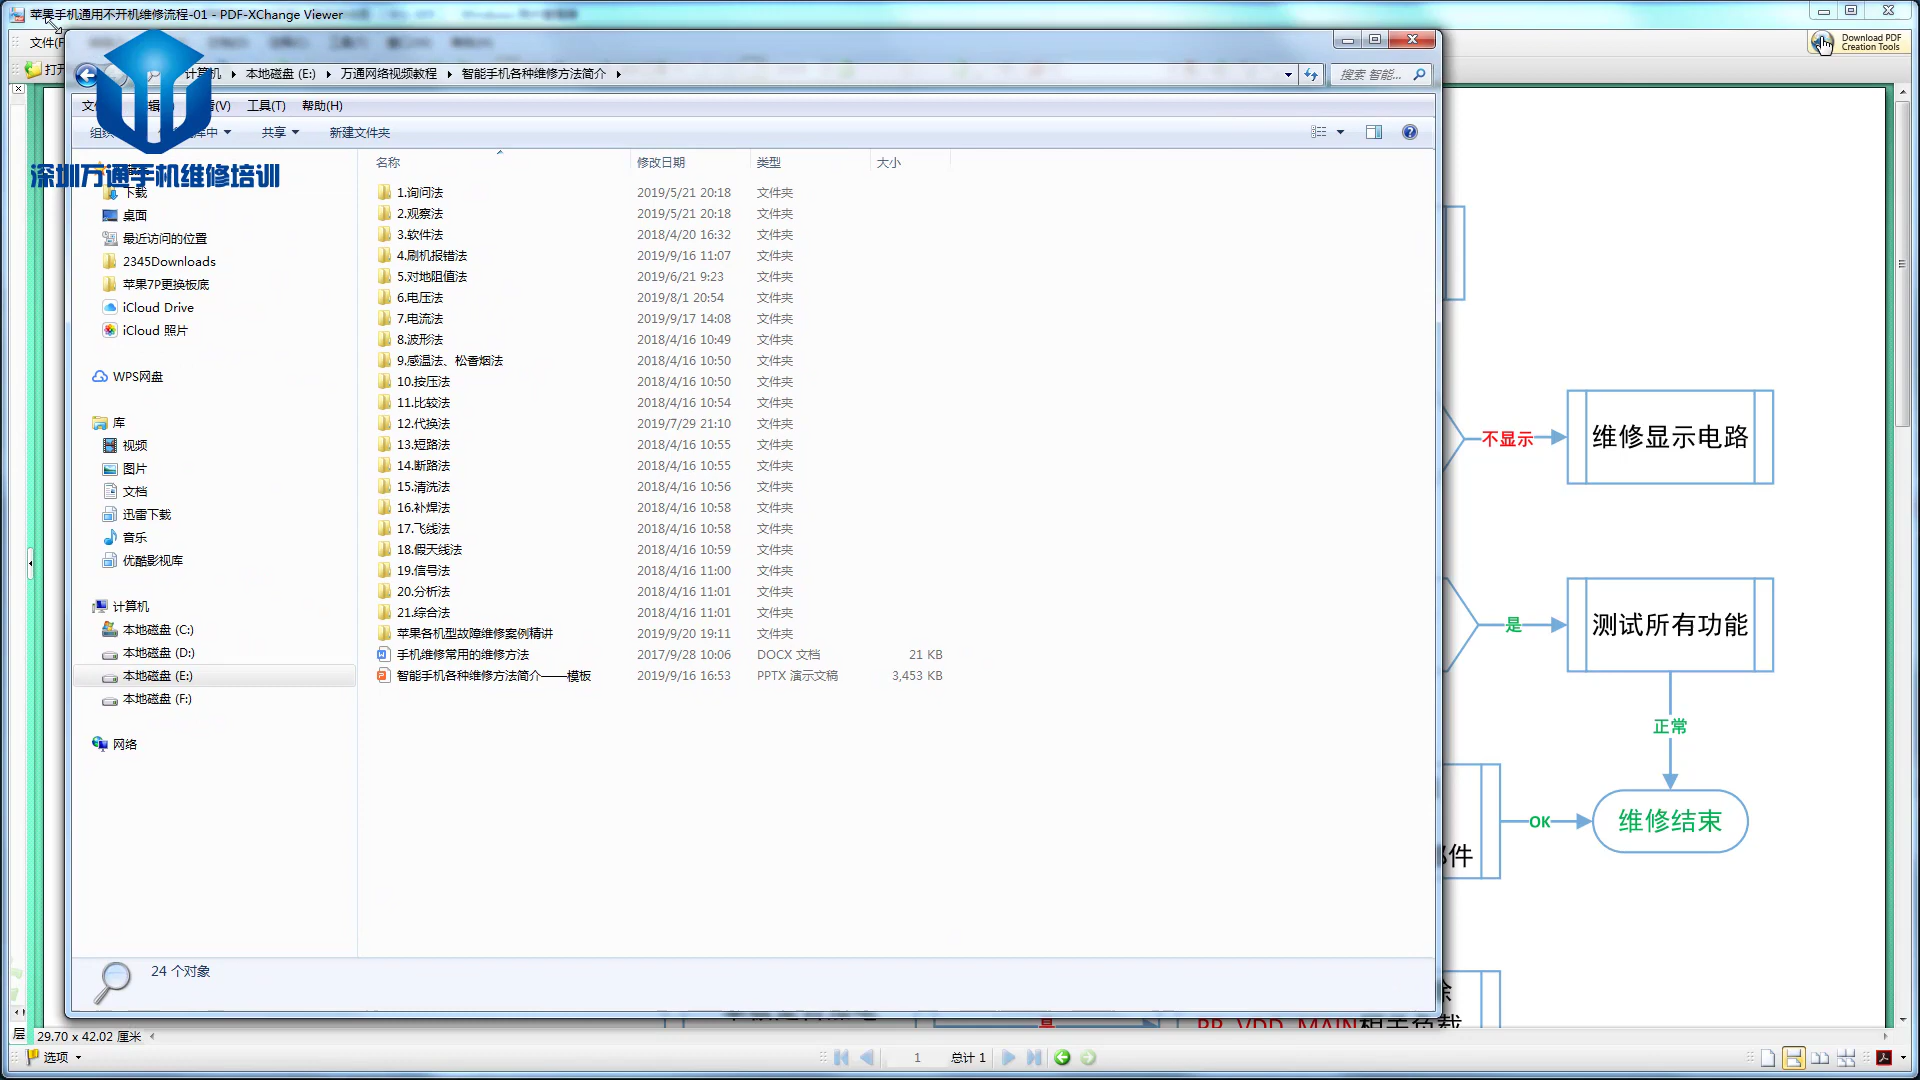 苹果手机通用不开机维修流程-01 - PDF-XChange Viewer
文件(F
Download PDF
Creation Tools
打开
计算机 本地磁盘 (E:) 万通网络视频教程 智能手机各种维修方法简介
搜索 智能...
工具(T) 帮助(H)
共享 新建文件夹
深圳万通手机维修培训
名称 修改日期 类型 大小
下载
桌面
最近访问的位置
2345Downloads
苹果7P更换板底
iCloud Drive
iCloud 照片
WPS网盘
库
视频
图片
文档
迅雷下载
音乐
优酷影视库
计算机
本地磁盘 (C:)
本地磁盘 (D:)
本地磁盘 (E:)
本地磁盘 (F:)
网络
1.询问法 2019/5/21 20:18 文件夹
2.观察法 2019/5/21 20:18 文件夹
3.软件法 2018/4/20 16:32 文件夹
4.刷机报错法 2019/9/16 11:07 文件夹
5.对地阻值法 2019/6/21 9:23 文件夹
6.电压法 2019/8/1 20:54 文件夹
7.电流法 2019/9/17 14:08 文件夹
8.波形法 2018/4/16 10:49 文件夹
9.感温法、松香烟法 2018/4/16 10:50 文件夹
10.按压法 2018/4/16 10:50 文件夹
11.比较法 2018/4/16 10:54 文件夹
12.代换法 2019/7/29 21:10 文件夹
13.短路法 2018/4/16 10:55 文件夹
14.断路法 2018/4/16 10:55 文件夹
15.清洗法 2018/4/16 10:56 文件夹
16.补焊法 2018/4/16 10:58 文件夹
17.飞线法 2018/4/16 10:58 文件夹
18.假天线法 2018/4/16 10:59 文件夹
19.信号法 2018/4/16 11:00 文件夹
20.分析法 2018/4/16 11:01 文件夹
21.综合法 2018/4/16 11:01 文件夹
苹果各机型故障维修案例精讲 2019/9/20 19:11 文件夹
手机维修常用的维修方法 2017/9/28 10:06 DOCX 文档 21 KB
智能手机各种维修方法简介——模板 2019/9/16 16:53 PPTX 演示文稿 3,453 KB
24 个对象
不显示
维修显示电路
是
测试所有功能
正常
OK
维修结束
件
是
PP_VDD_MAIN相关负载
层
29.70 x 42.02 厘米
选项
1
总计 1